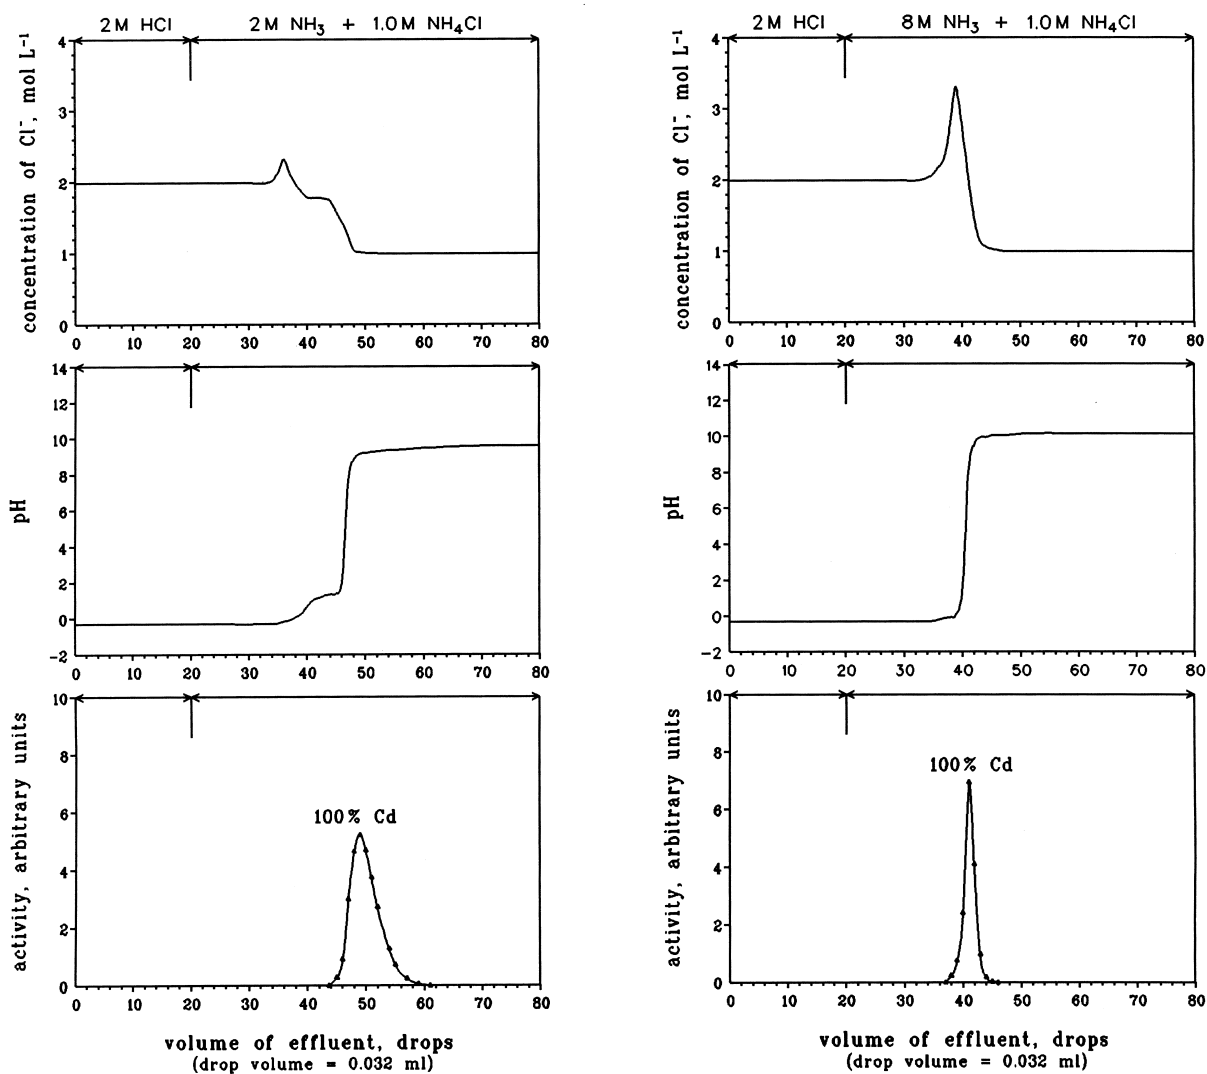 2M HCl 2M NH3 + 1.0M NH4Cl
concentration of Cl⁻, mol L⁻¹
4
3
2
1
0
0 10 20 30 40 50 60 70 80
pH
14
12
10
8
6
4
2
0
-2
0 10 20 30 40 50 60 70 80
activity, arbitrary units
10
8
6
4
2
0
100% Cd
0 10 20 30 40 50 60 70 80
volume of effluent, drops
(drop volume = 0.032 ml)
2M HCl 8M NH3 + 1.0M NH4Cl
concentration of Cl⁻, mol L⁻¹
4
3
2
1
0
0 10 20 30 40 50 60 70 80
pH
14
12
10
8
6
4
2
0
-2
0 10 20 30 40 50 60 70 80
activity, arbitrary units
10
8
6
4
2
0
100% Cd
0 10 20 30 40 50 60 70 80
volume of effluent, drops
(drop volume = 0.032 ml)